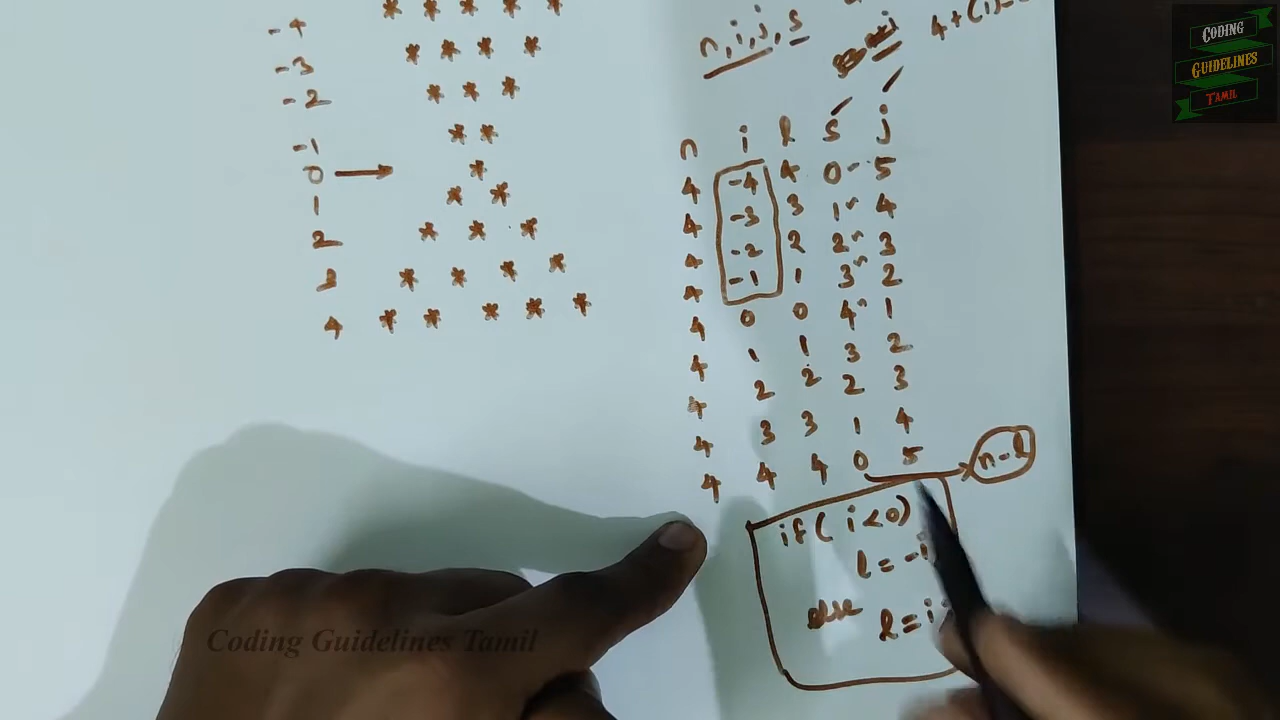 -4 * * * * *
-3 * * * *
-2 * * *
-1 * *
0 → *
1 * *
2 * * *
3 * * * *
4 * * * * *
n, i, j, s
n i l s j
4 -4 4 0 5
4 -3 3 1 4
4 -2 2 2 3
4 -1 1 3 2
4 0 0 4 1
4 1 1 3 2
4 2 2 2 3
4 3 3 1 4
4 4 4 0 5
n-l
if( i<0)
l = -i
else
l = i
Coding Guidelines Tamil
CODING
GUIDELINES
TAMIL